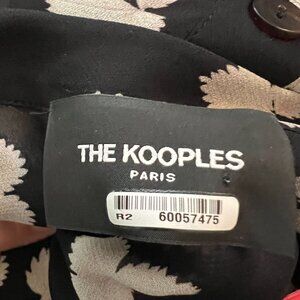 THE KOOPLES
PARIS
R2 60057475